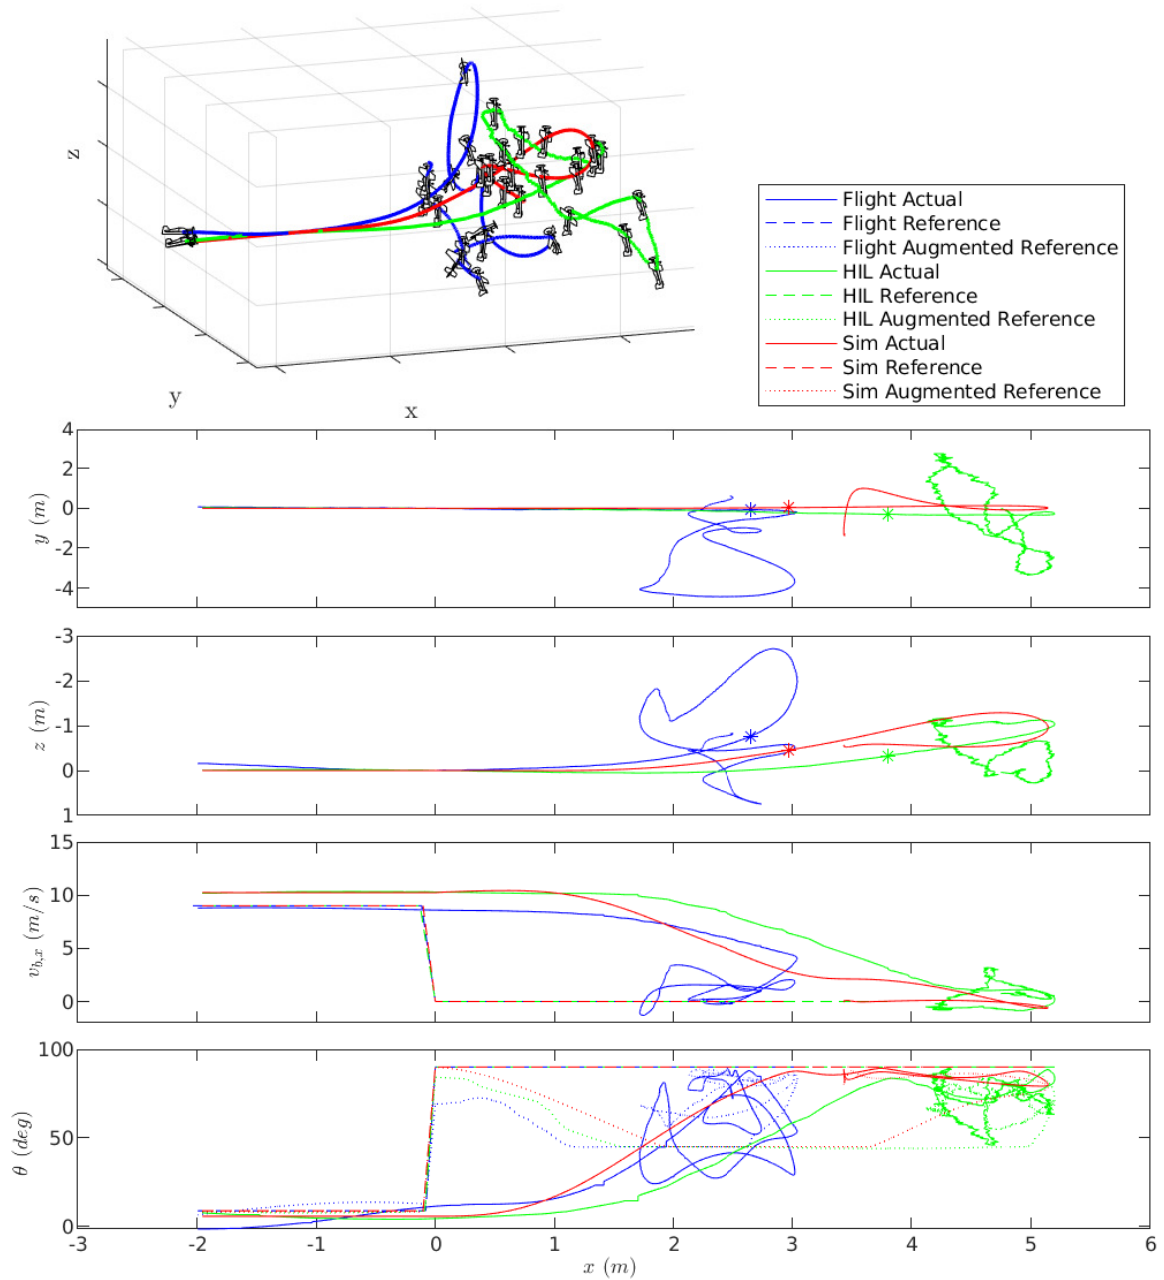 z
y
x
Flight Actual
Flight Reference
Flight Augmented Reference
HIL Actual
HIL Reference
HIL Augmented Reference
Sim Actual
Sim Reference
Sim Augmented Reference
4
2
0
-2
-4
y (m)
-3
-2
-1
0
1
z (m)
15
10
5
0
v_{b,x} (m/s)
100
50
0
θ (deg)
-3 -2 -1 0 1 2 3 4 5 6
x (m)